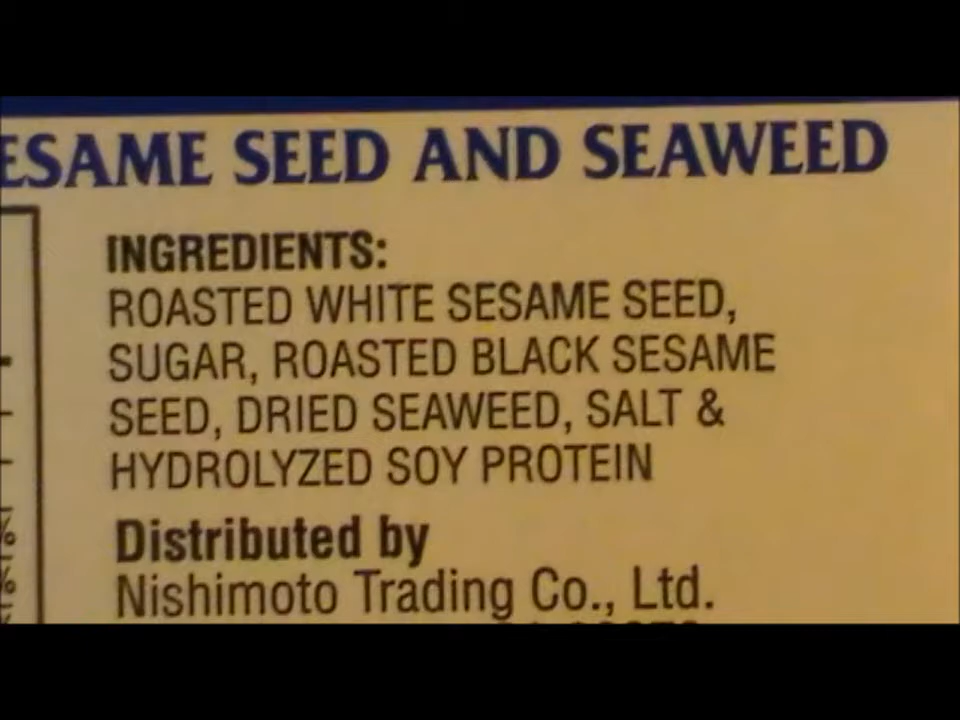 ESAME SEED AND SEAWEED
INGREDIENTS:
ROASTED WHITE SESAME SEED,
SUGAR, ROASTED BLACK SESAME
SEED, DRIED SEAWEED, SALT &
HYDROLYZED SOY PROTEIN
Distributed by
Nishimoto Trading Co., Ltd.